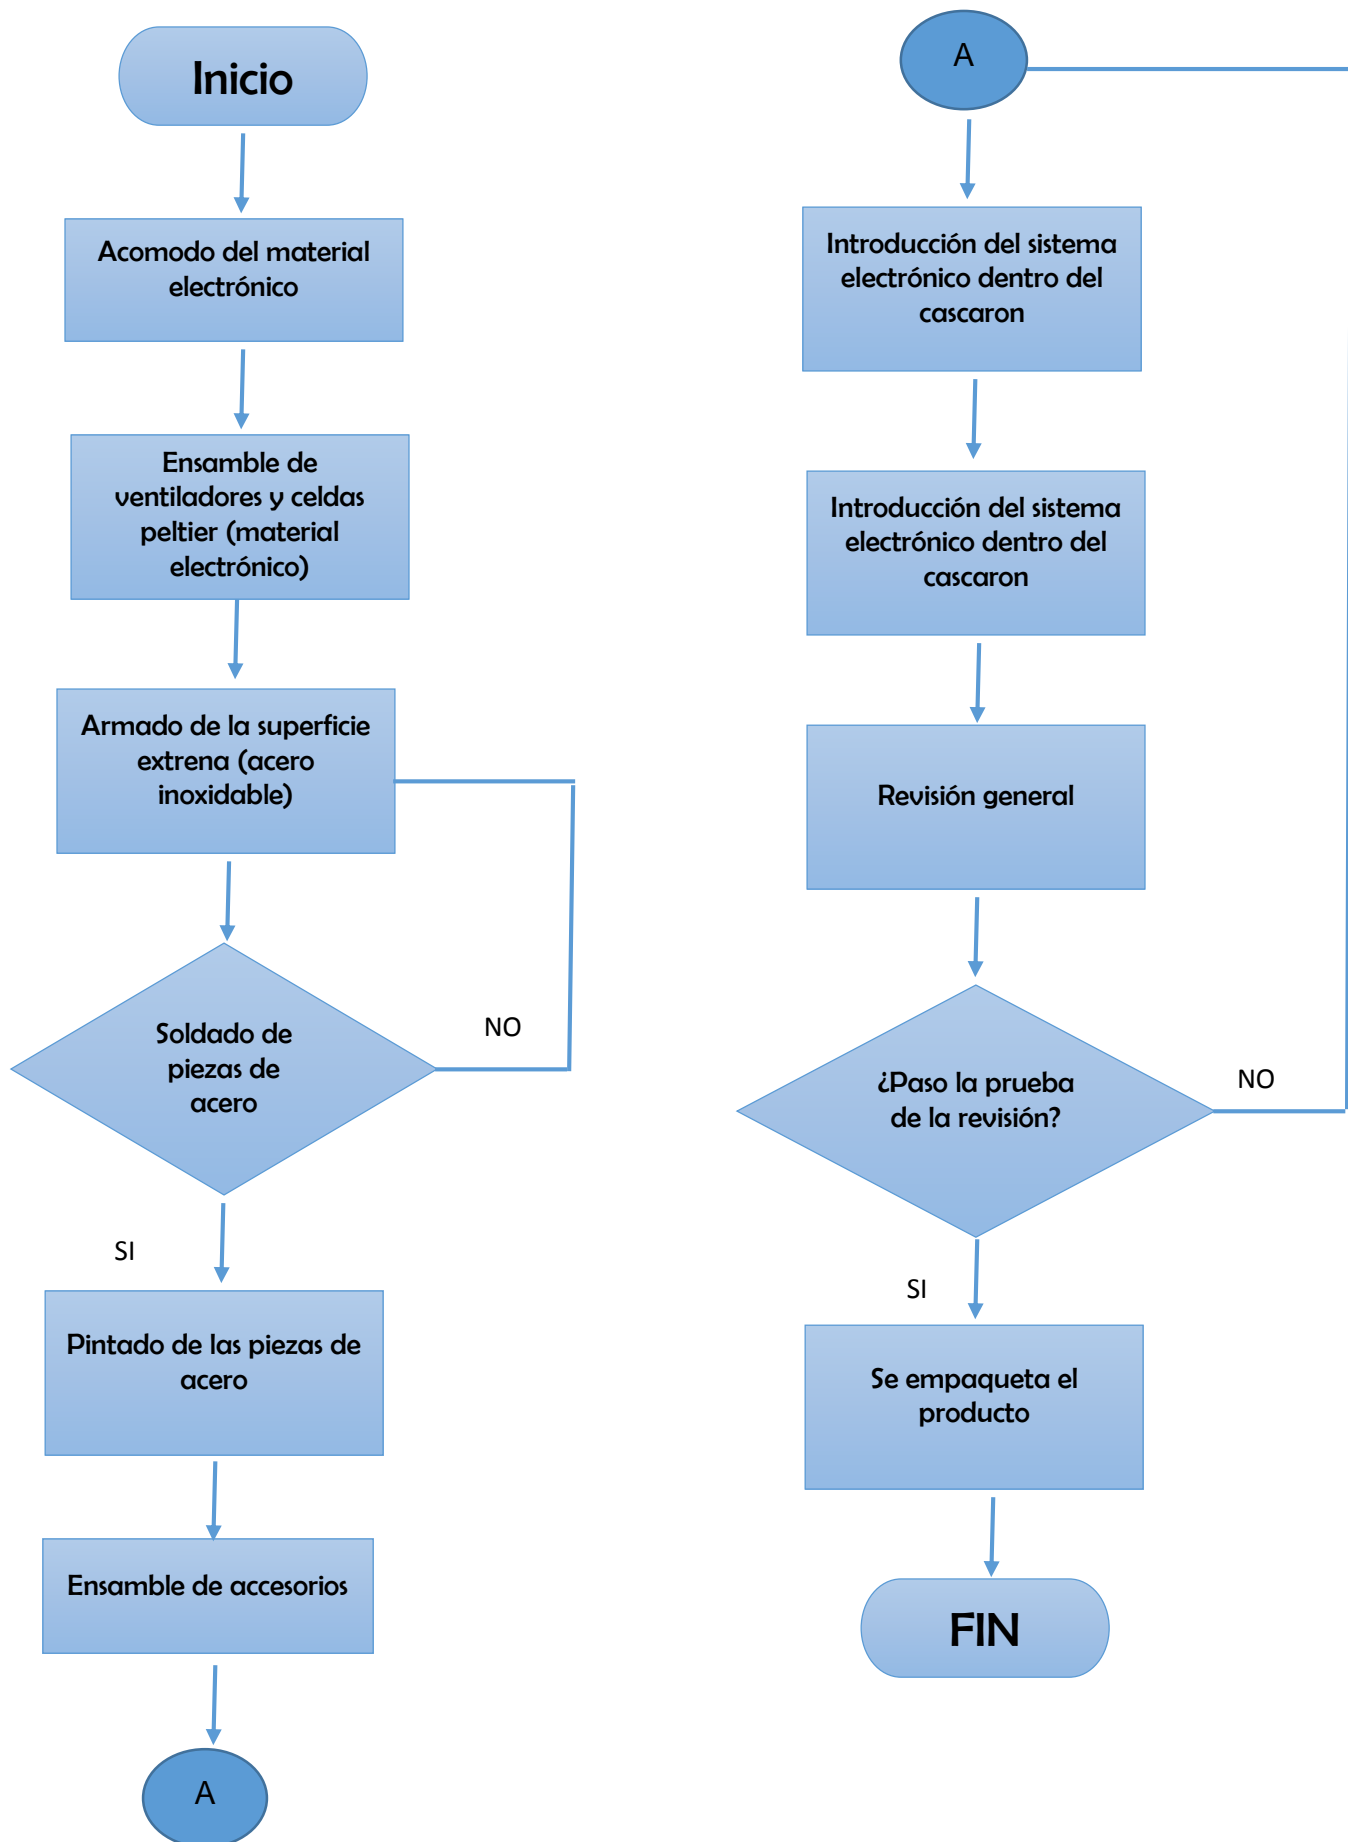 Inicio
Acomodo del material
electrónico
Ensamble de
ventiladores y celdas
peltier (material
electrónico)
Armado de la superficie
extrena (acero
inoxidable)
Soldado de
piezas de
acero
NO
SI
Pintado de las piezas de
acero
Ensamble de accesorios
A
A
Introducción del sistema
electrónico dentro del
cascaron
Introducción del sistema
electrónico dentro del
cascaron
Revisión general
¿Paso la prueba
de la revisión?
NO
SI
Se empaqueta el
producto
FIN